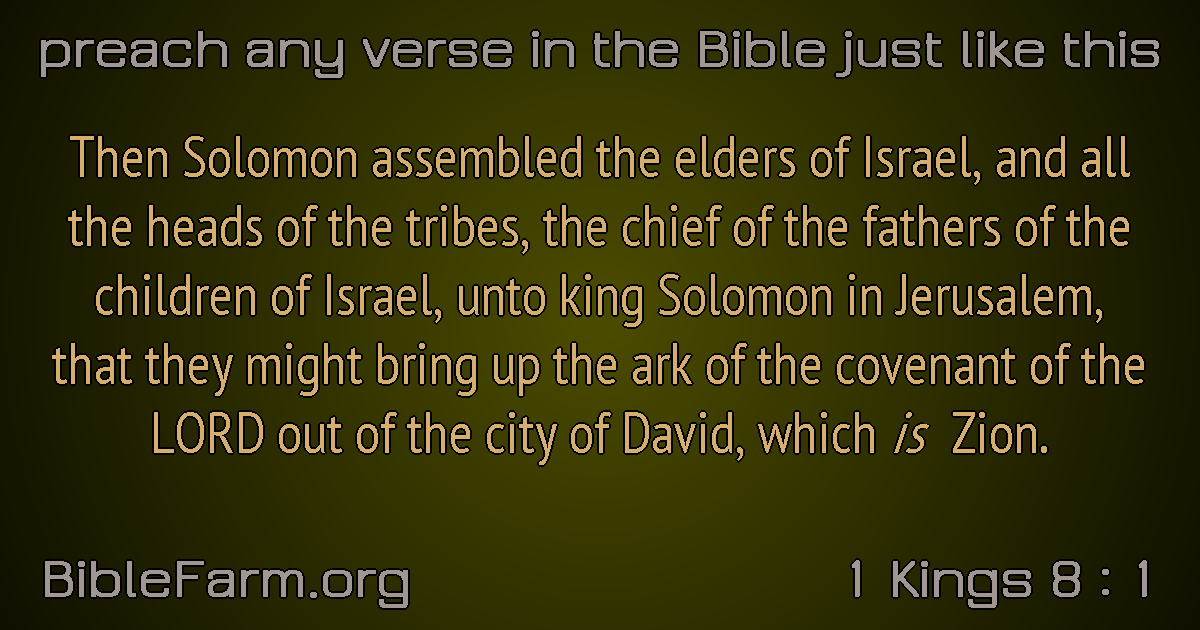 preach any verse in the Bible just like this
Then Solomon assembled the elders of Israel, and all
the heads of the tribes, the chief of the fathers of the
children of Israel, unto king Solomon in Jerusalem,
that they might bring up the ark of the covenant of the
LORD out of the city of David, which is Zion.
BibleFarm.org
1 Kings 8 : 1